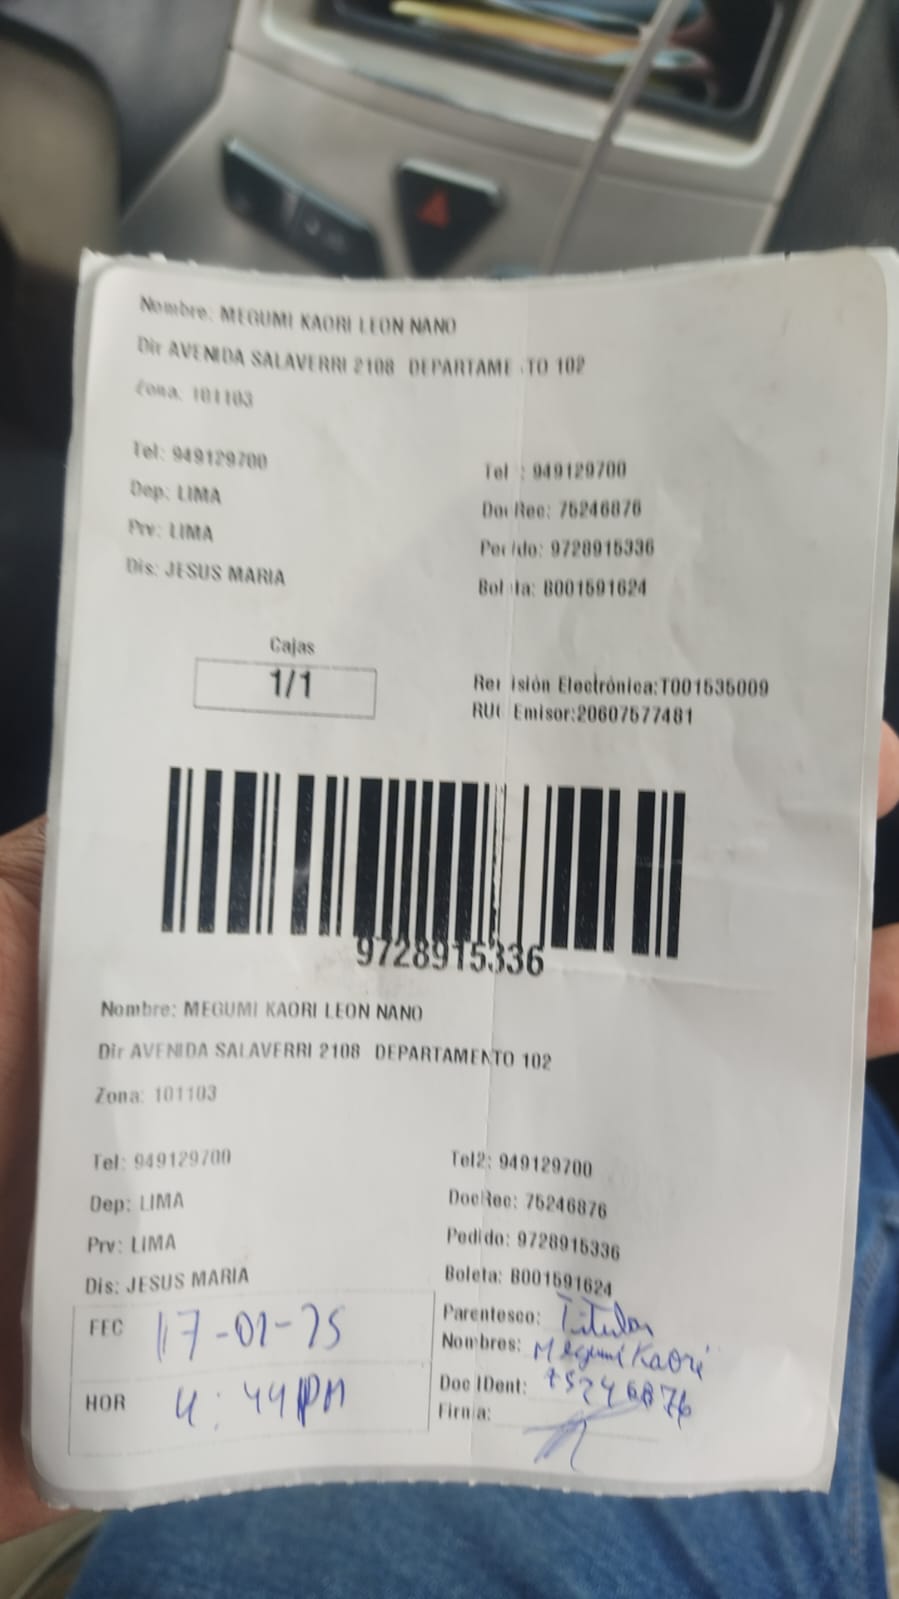 Nombre: MEGUMI KAORI LEON NANO
Dir AVENIDA SALAVERRI 2108 DEPARTAME TO 102
Zona: 101103
Tel: 949129700
Dep: LIMA
Prv: LIMA
Dis: JESUS MARIA
Tel : 949129700
Doc Rec: 75246876
Pedido: 9728915336
Boleta: B001591624
Cajas
1/1
Remisión Electrónica:T001535009
RUC Emisor:20607577481
9728915336
Nombre: MEGUMI KAORI LEON NANO
Dir AVENIDA SALAVERRI 2108 DEPARTAMENTO 102
Zona: 101103
Tel: 949129700
Dep: LIMA
Prv: LIMA
Dis: JESUS MARIA
Tel2: 949129700
DocRec: 75246876
Pedido: 9728915336
Boleta: B001591624
FEC 17-01-25
HOR 4:44PM
Parentesco: Titular
Nombres: Megumi Kaori
Doc IDent: 75246876
Firma: